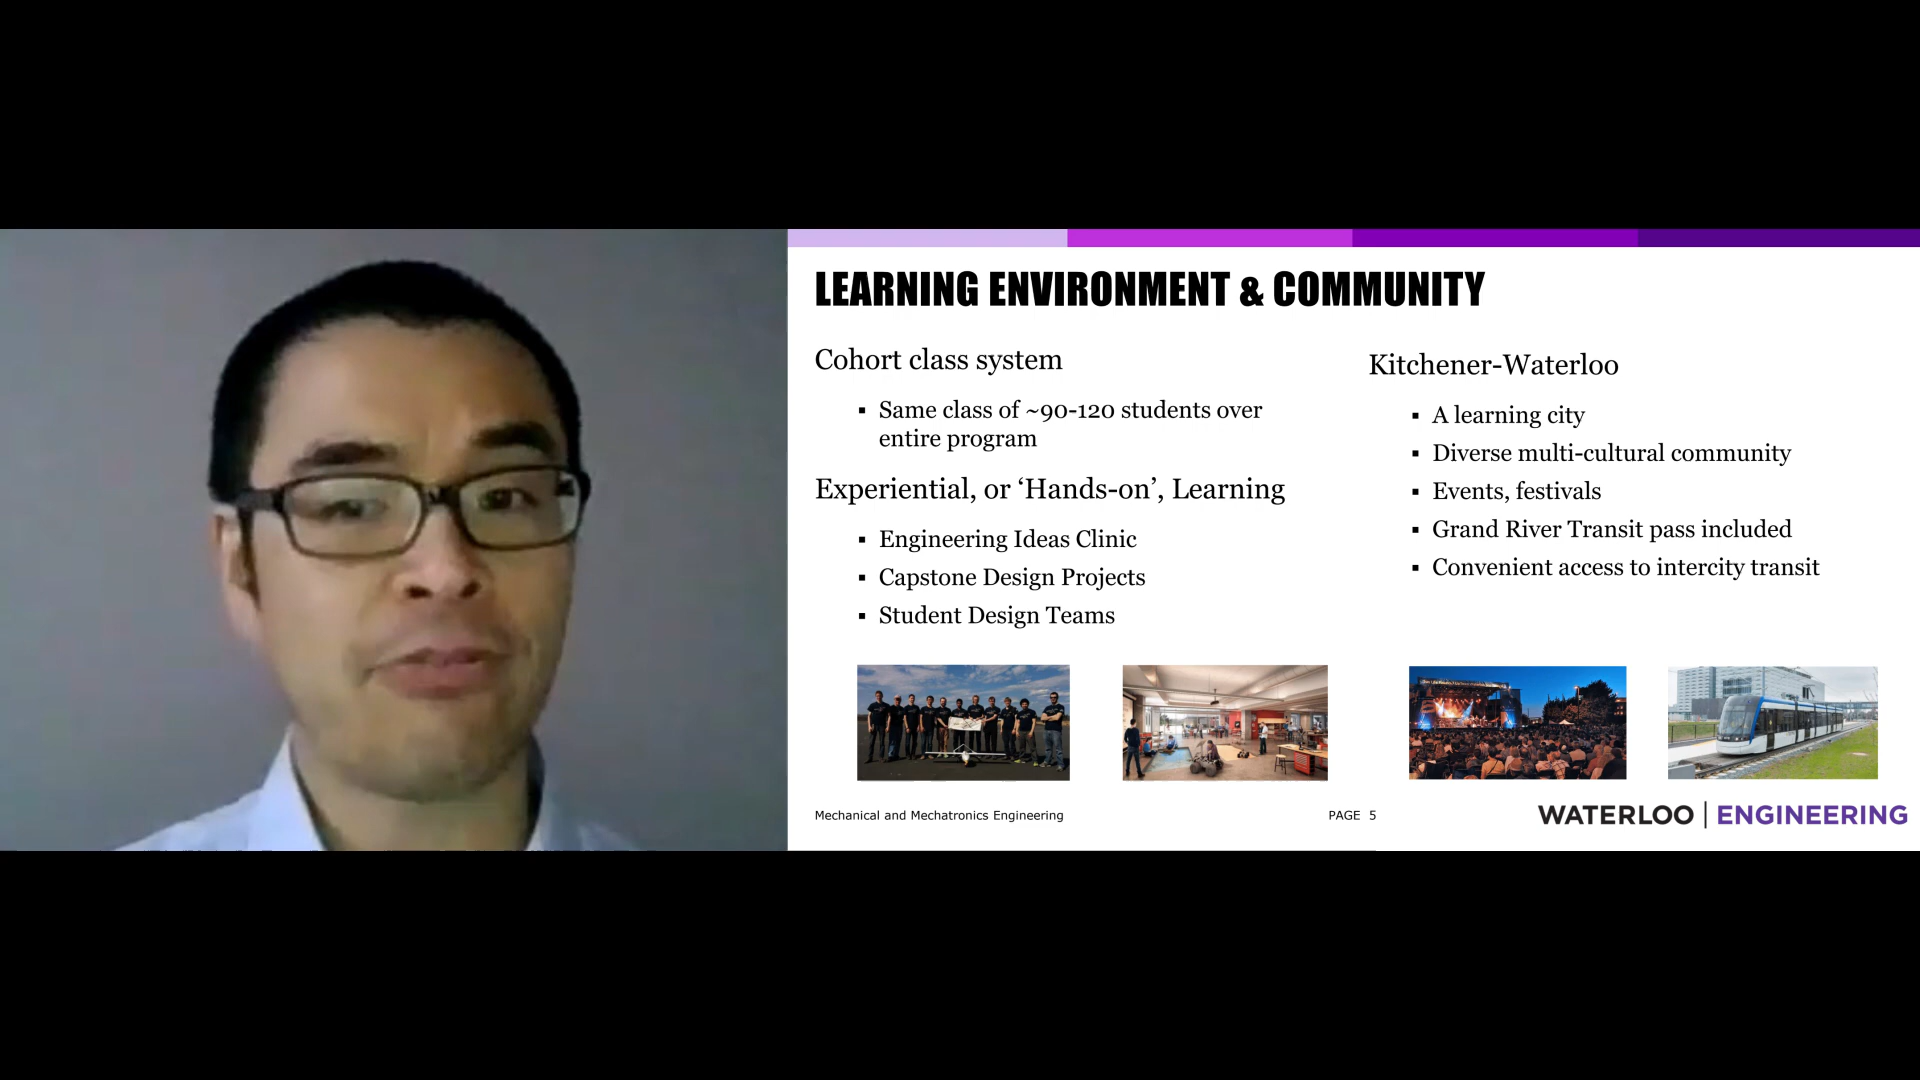 LEARNING ENVIRONMENT & COMMUNITY
Cohort class system
▪ Same class of ~90-120 students over
entire program
Experiential, or ‘Hands-on’, Learning
▪ Engineering Ideas Clinic
▪ Capstone Design Projects
▪ Student Design Teams
Kitchener-Waterloo
▪ A learning city
▪ Diverse multi-cultural community
▪ Events, festivals
▪ Grand River Transit pass included
▪ Convenient access to intercity transit
Mechanical and Mechatronics Engineering
PAGE 5
WATERLOO | ENGINEERING